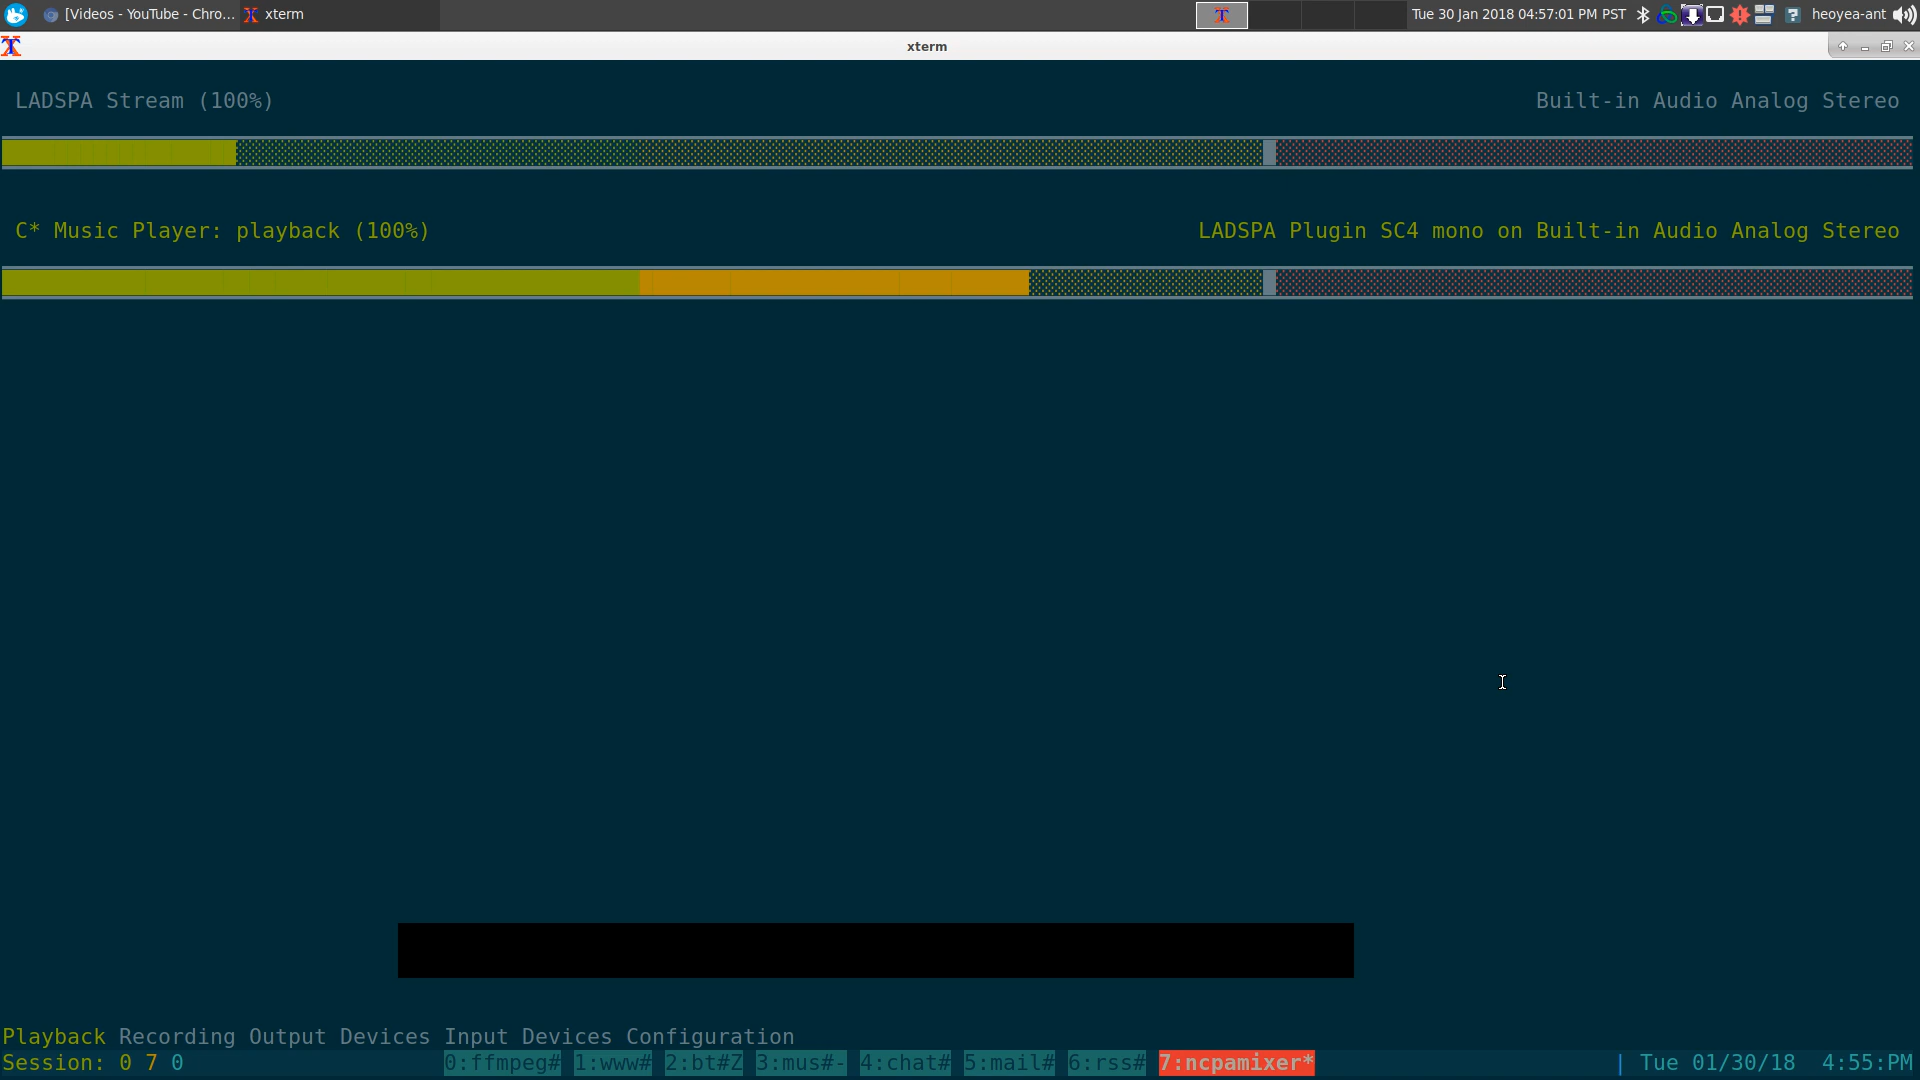 [Videos - YouTube - Chro... xterm Tue 30 Jan 2018 04:57:01 PM PST heoyea-ant
xterm
LADSPA Stream (100%) Built-in Audio Analog Stereo
C* Music Player: playback (100%) LADSPA Plugin SC4 mono on Built-in Audio Analog Stereo
Playback Recording Output Devices Input Devices Configuration
Session: 0 7 0 0:ffmpeg# 1:www# 2:bt#Z 3:mus#- 4:chat# 5:mail# 6:rss# 7:ncpamixer* | Tue 01/30/18 4:55:PM